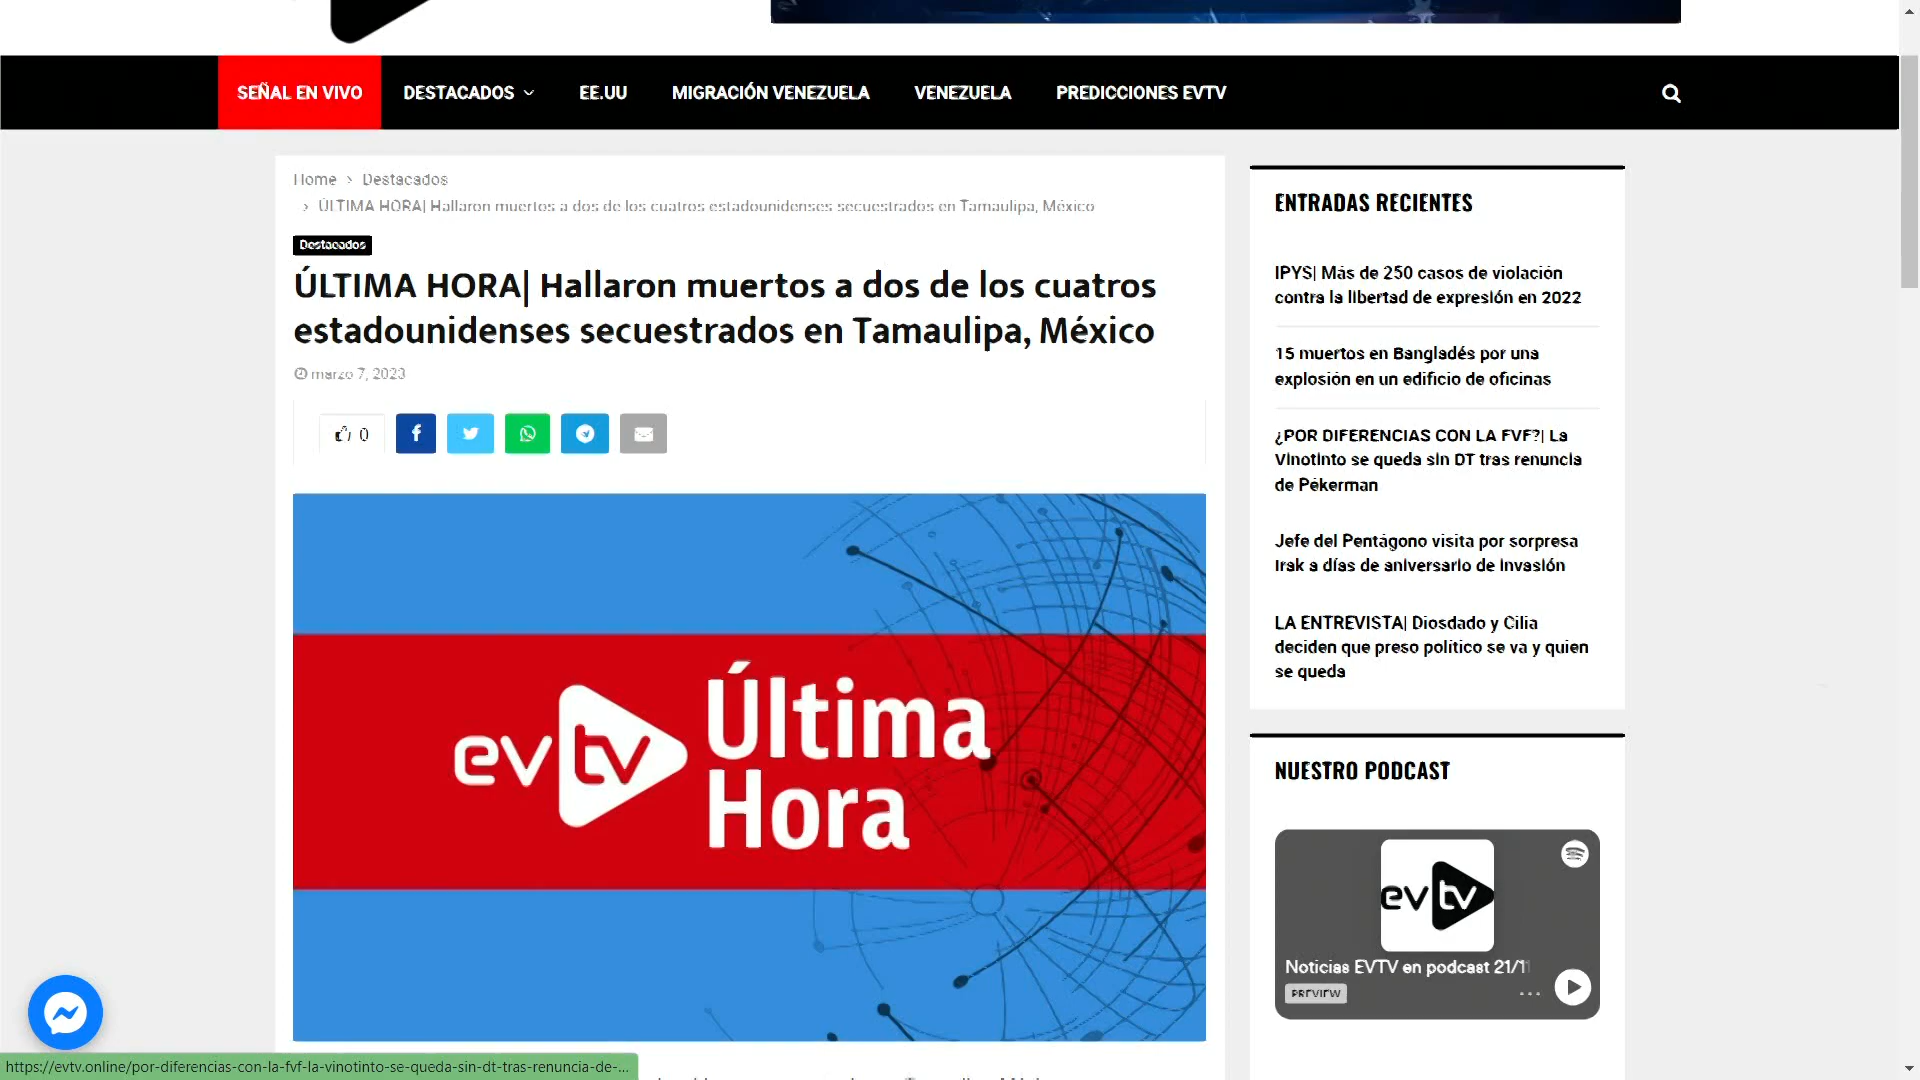 SEÑAL EN VIVO
DESTACADOS
EE.UU
MIGRACIÓN VENEZUELA
VENEZUELA
PREDICCIONES EVTV
Home > Destacados
> ÚLTIMA HORA| Hallaron muertos a dos de los cuatros estadounidenses secuestrados en Tamaulipa, México
Destacados
ÚLTIMA HORA| Hallaron muertos a dos de los cuatros
estadounidenses secuestrados en Tamaulipa, México
marzo 7, 2023
0
evtv Última
Hora
ENTRADAS RECIENTES
IPYS| Más de 250 casos de violación
contra la libertad de expresión en 2022
15 muertos en Bangladés por una
explosión en un edificio de oficinas
¿POR DIFERENCIAS CON LA FVF?| La
Vinotinto se queda sin DT tras renuncia
de Pékerman
Jefe del Pentágono visita por sorpresa
Irak a días de aniversario de invasión
LA ENTREVISTA| Diosdado y Cilia
deciden que preso político se va y quien
se queda
NUESTRO PODCAST
evtv
Noticias EVTV en podcast 21/11
PREVIEW
https://evtv.online/por-diferencias-con-la-fvf-la-vinotinto-se-queda-sin-dt-tras-renuncia-de-...